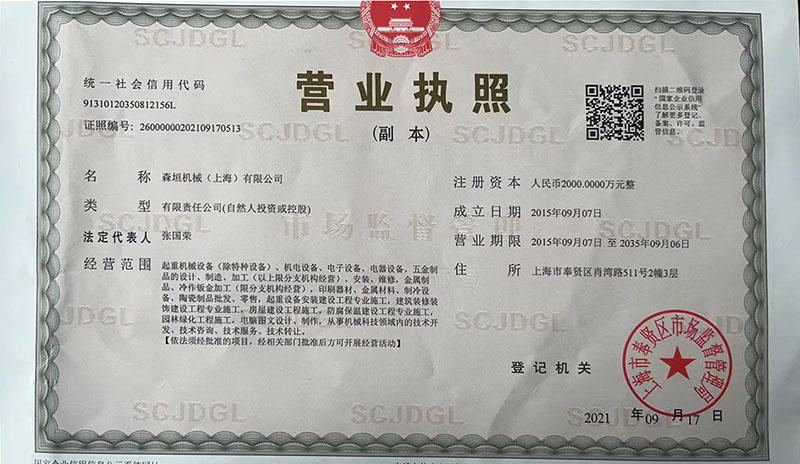 SCJDGL SCJDGL
统一社会信用代码
91310120350812156L
证照编号：26000000202109170513
营业执照
(副 本)
扫描二维码登录
“国家企业信用
信息公示系统”
了解更多登记、
备案、许可、监
管信息。
SCJDGL SCJDGL
名 称 森垣机械（上海）有限公司
类 型 有限责任公司(自然人投资或控股)
法定代表人 张国荣
经营范围 起重机械设备（除特种设备）、机电设备、电子设备、电器设备、五金制
品的设计、制造、加工（以上限分支机构经营）、安装、维修，金属制
品、冷作钣金加工（限分支机构经营），印刷器材、金属材料、制冷设
备、陶瓷制品批发、零售，起重设备安装建设工程专业施工，建筑装修装
饰建设工程专业施工，房屋建设工程施工，防腐保温建设工程专业施工，
园林绿化工程施工，电脑图文设计、制作，从事机械科技领域内的技术开
发、技术咨询、技术服务、技术转让。
【依法须经批准的项目，经相关部门批准后方可开展经营活动】
注册资本 人民币2000.0000万元整
成立日期 2015年09月07日
营业期限 2015年09月07日 至 2035年09月06日
住 所 上海市奉贤区肖湾路511号2幢3层
市场监督管理
SCJDGL SCJDGL
SCJDGL SCJDGL
登记机关
上海市奉贤区市场监督管理局
2021 年 09 月 17 日
SCJDGL SCJDGL SCJDGL